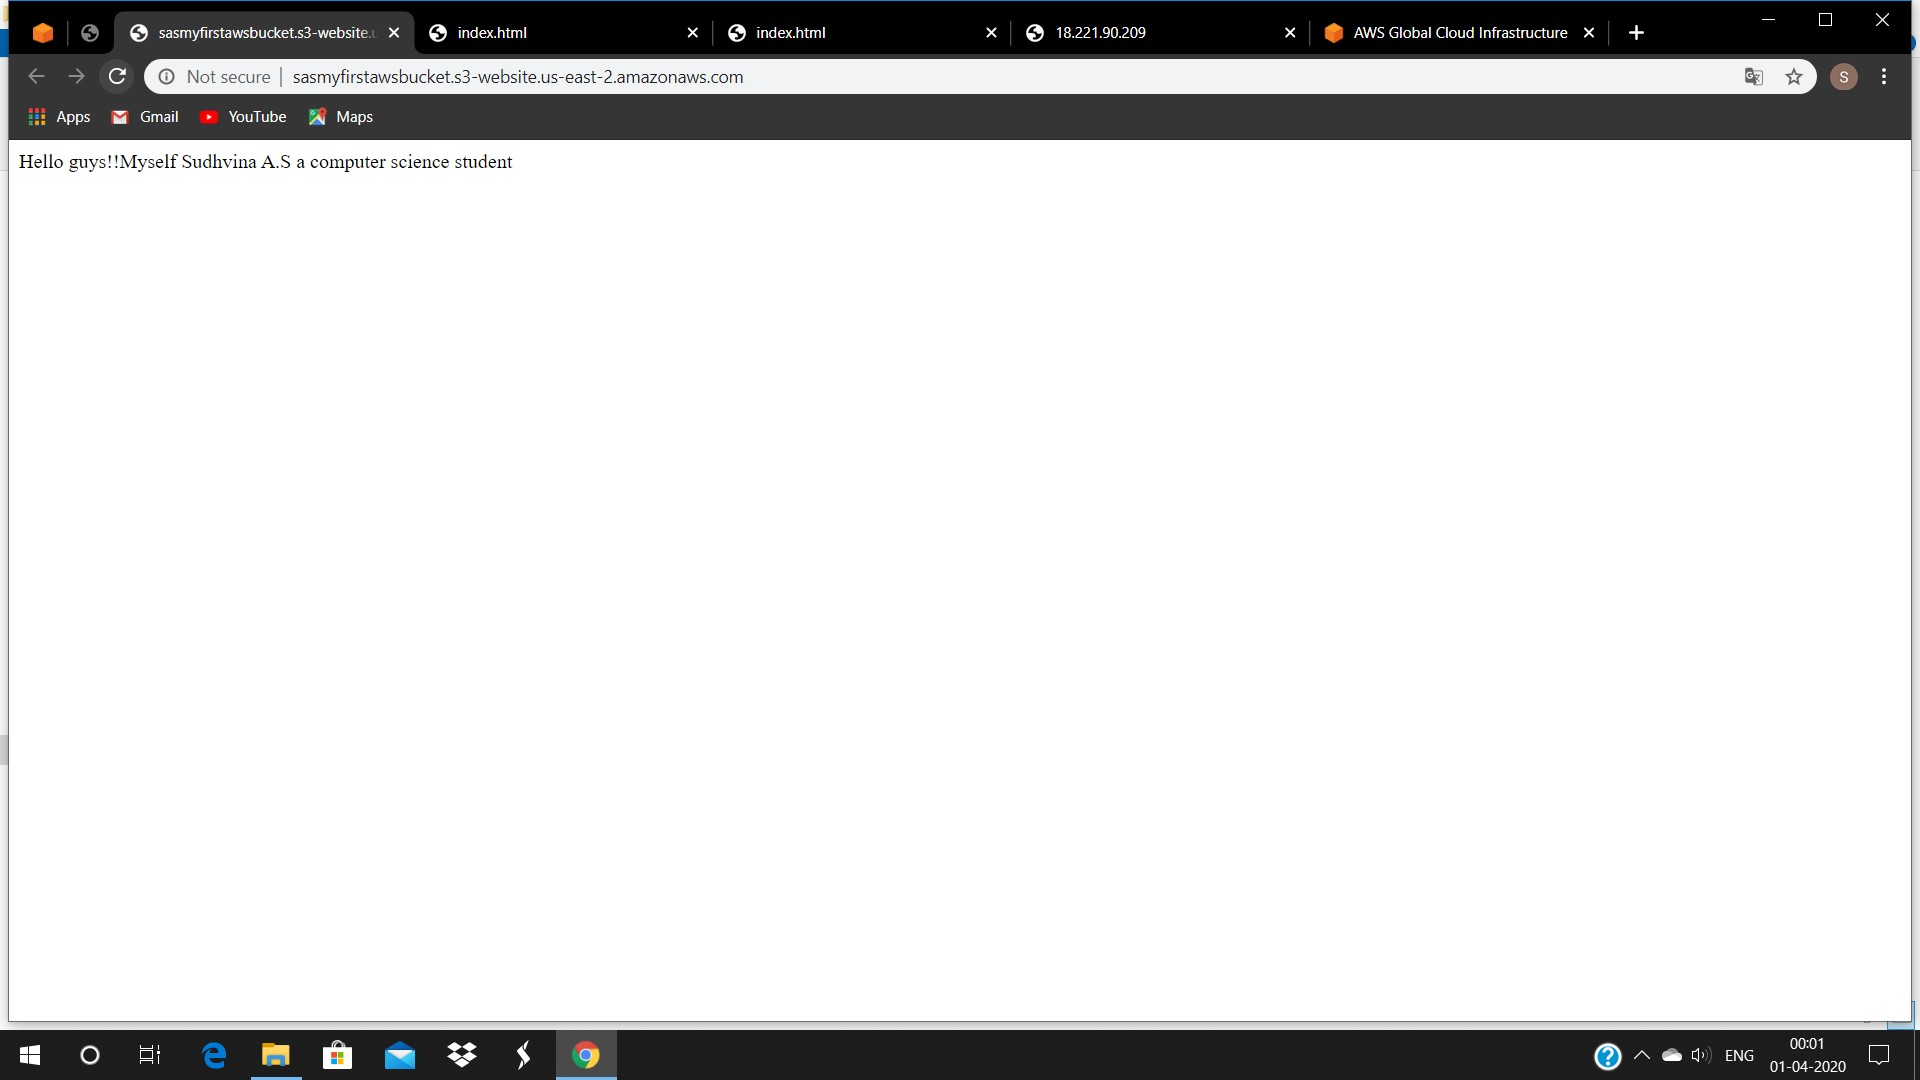 sasmyfirstawsbucket.s3-website.u
index.html
index.html
18.221.90.209
AWS Global Cloud Infrastructure
Not secure | sasmyfirstawsbucket.s3-website.us-east-2.amazonaws.com
S
Apps Gmail YouTube Maps
Hello guys!!Myself Sudhvina A.S a computer science student
ENG
00:01
01-04-2020